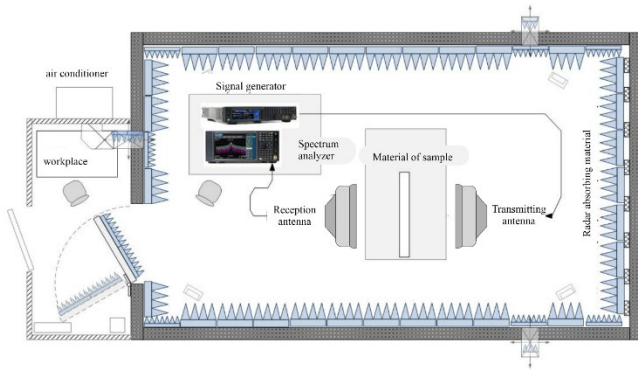 air conditioner
workplace
Signal generator
Spectrum
analyzer
Material of sample
Reception
antenna
Transmitting
antenna
Radar absorbing material